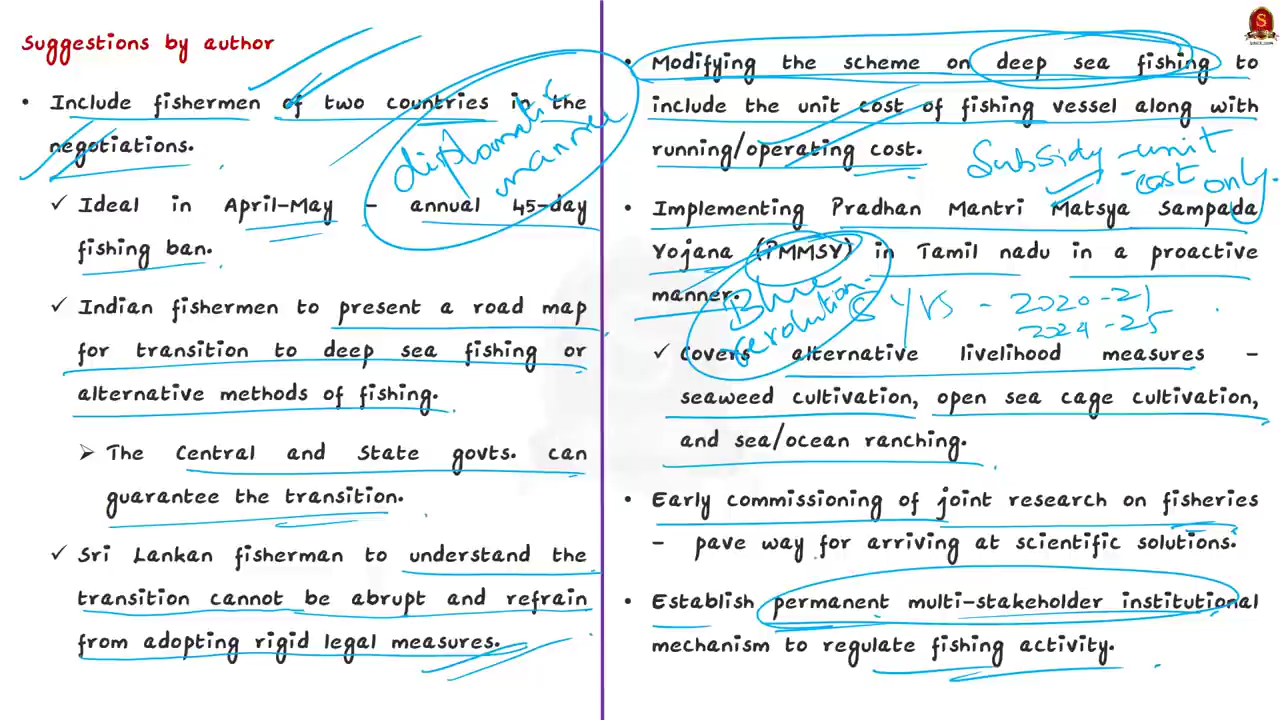 Suggestions by author
• Include fishermen of two countries in the
negotiations.
✓ Ideal in April-May - annual 45-day
fishing ban.
✓ Indian fishermen to present a road map
for transition to deep sea fishing or
alternative methods of fishing.
➤ The Central and State govts. can
guarantee the transition.
✓ Sri Lankan fisherman to understand the
transition cannot be abrupt and refrain
from adopting rigid legal measures.
diplomatic
manner
• Modifying the scheme on deep sea fishing to
include the unit cost of fishing vessel along with
running/operating cost.
Subsidy - unit
cost only.
• Implementing Pradhan Mantri Matsya Sampada
Yojana (PMMSY) in Tamil nadu in a proactive
manner.
Blue
revolution
5 yrs - 2020-21
2024-25
✓ Covers alternative livelihood measures -
seaweed cultivation, open sea cage cultivation,
and sea/ocean ranching.
• Early commissioning of joint research on fisheries
- pave way for arriving at scientific solutions.
• Establish permanent multi-stakeholder institutional
mechanism to regulate fishing activity.